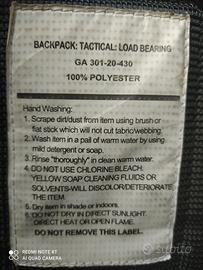 BACKPACK: TACTICAL: LOAD BEARING
GA 301-20-430
100% POLYESTER
Hand Washing:
1. Scrape dirt/dust from item using brush or
flat stick which will not cut fabric/webbing.
2. Wash item in a pail of warm water by using
mild detergent or soap.
3. Rinse "thoroughly" in clean warm water.
4. DO NOT USE CHLORINE BLEACH.
YELLOW SOAP CLEANING FLUIDS OR
SOLVENTS-WILL DISCOLOR/DETERIORATE
THE ITEM.
5. Dry item in shade or indoors.
DO NOT DRY IN DIRECT SUNLIGHT.
DIRECT HEAT OR OPEN FLAME.
DO NOT REMOVE THIS LABEL.
subito
REDMI NOTE 8T
AI QUAD CAMERA